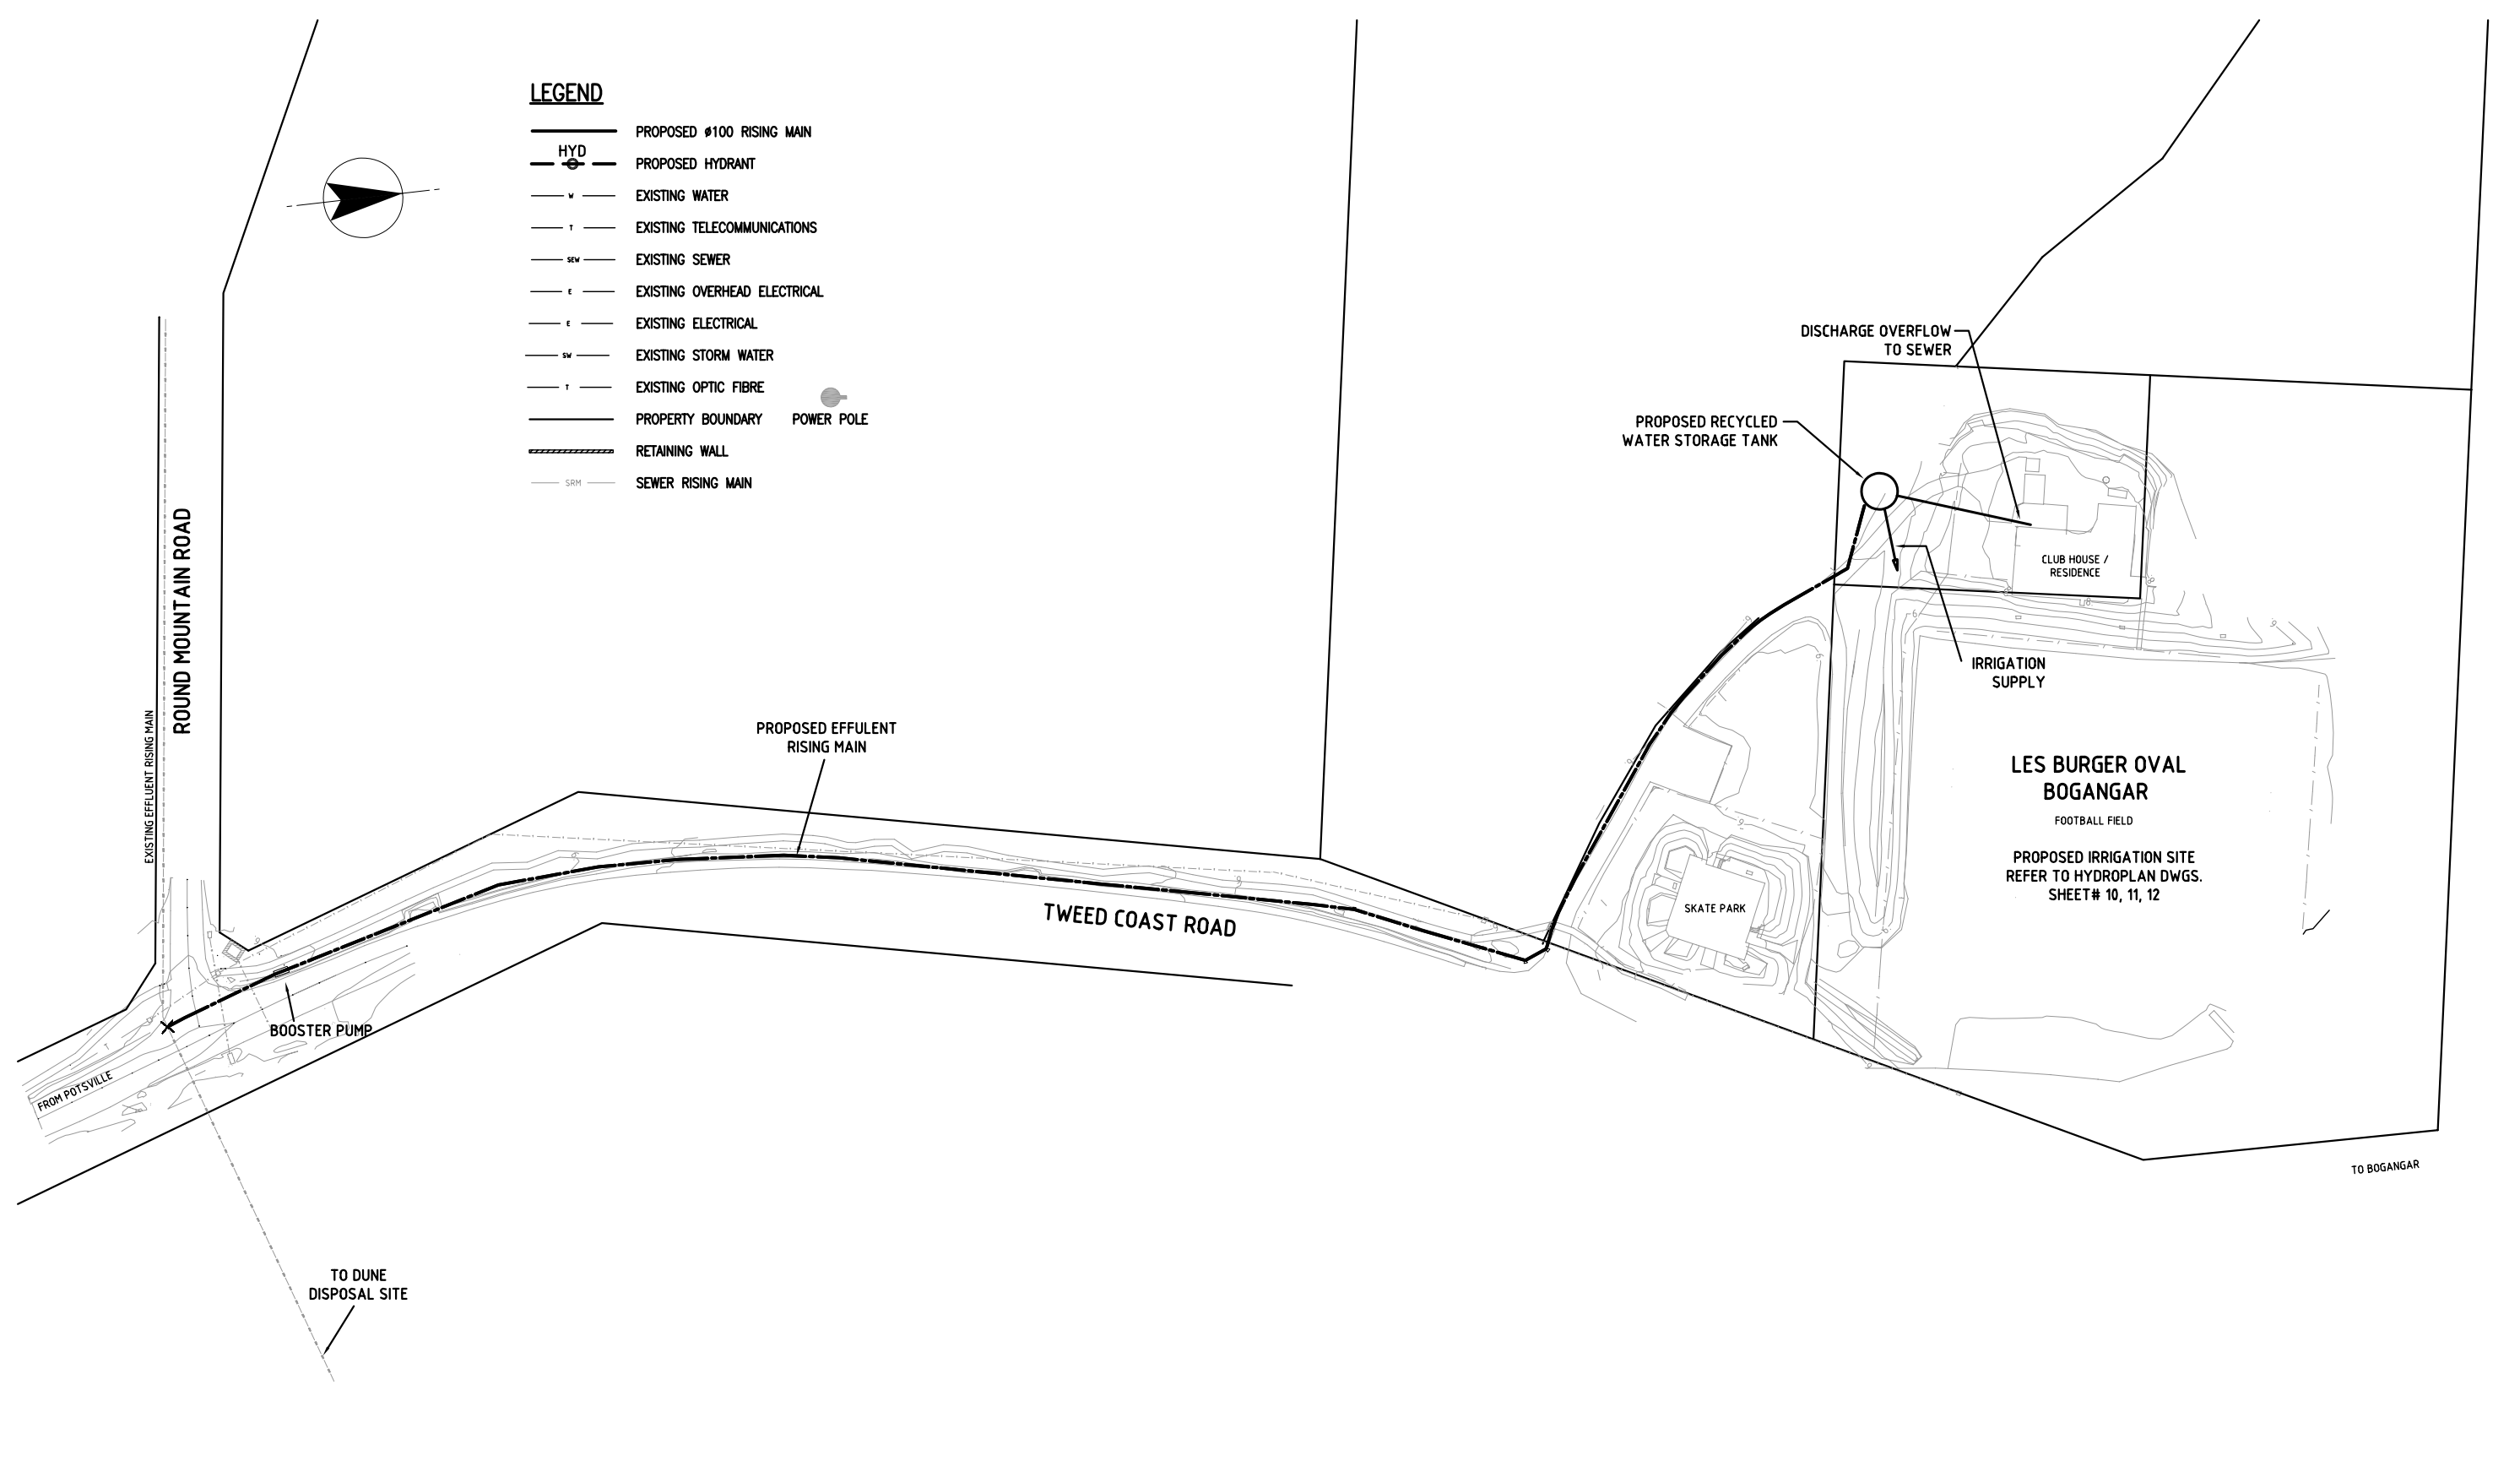 LEGEND
PROPOSED ø100 RISING MAIN
HYD
PROPOSED HYDRANT
W
EXISTING WATER
T
EXISTING TELECOMMUNICATIONS
SEW
EXISTING SEWER
E
EXISTING OVERHEAD ELECTRICAL
E
EXISTING ELECTRICAL
SW
EXISTING STORM WATER
T
EXISTING OPTIC FIBRE
PROPERTY BOUNDARY
POWER POLE
RETAINING WALL
SRM
SEWER RISING MAIN
DISCHARGE OVERFLOW
TO SEWER
PROPOSED RECYCLED
WATER STORAGE TANK
CLUB HOUSE /
RESIDENCE
IRRIGATION
SUPPLY
ROUND MOUNTAIN ROAD
EXISTING EFFLUENT RISING MAIN
PROPOSED EFFULENT
RISING MAIN
LES BURGER OVAL
BOGANGAR
FOOTBALL FIELD
PROPOSED IRRIGATION SITE
REFER TO HYDROPLAN DWGS.
SHEET# 10, 11, 12
SKATE PARK
TWEED COAST ROAD
BOOSTER PUMP
FROM POTSVILLE
TO BOGANGAR
TO DUNE
DISPOSAL SITE